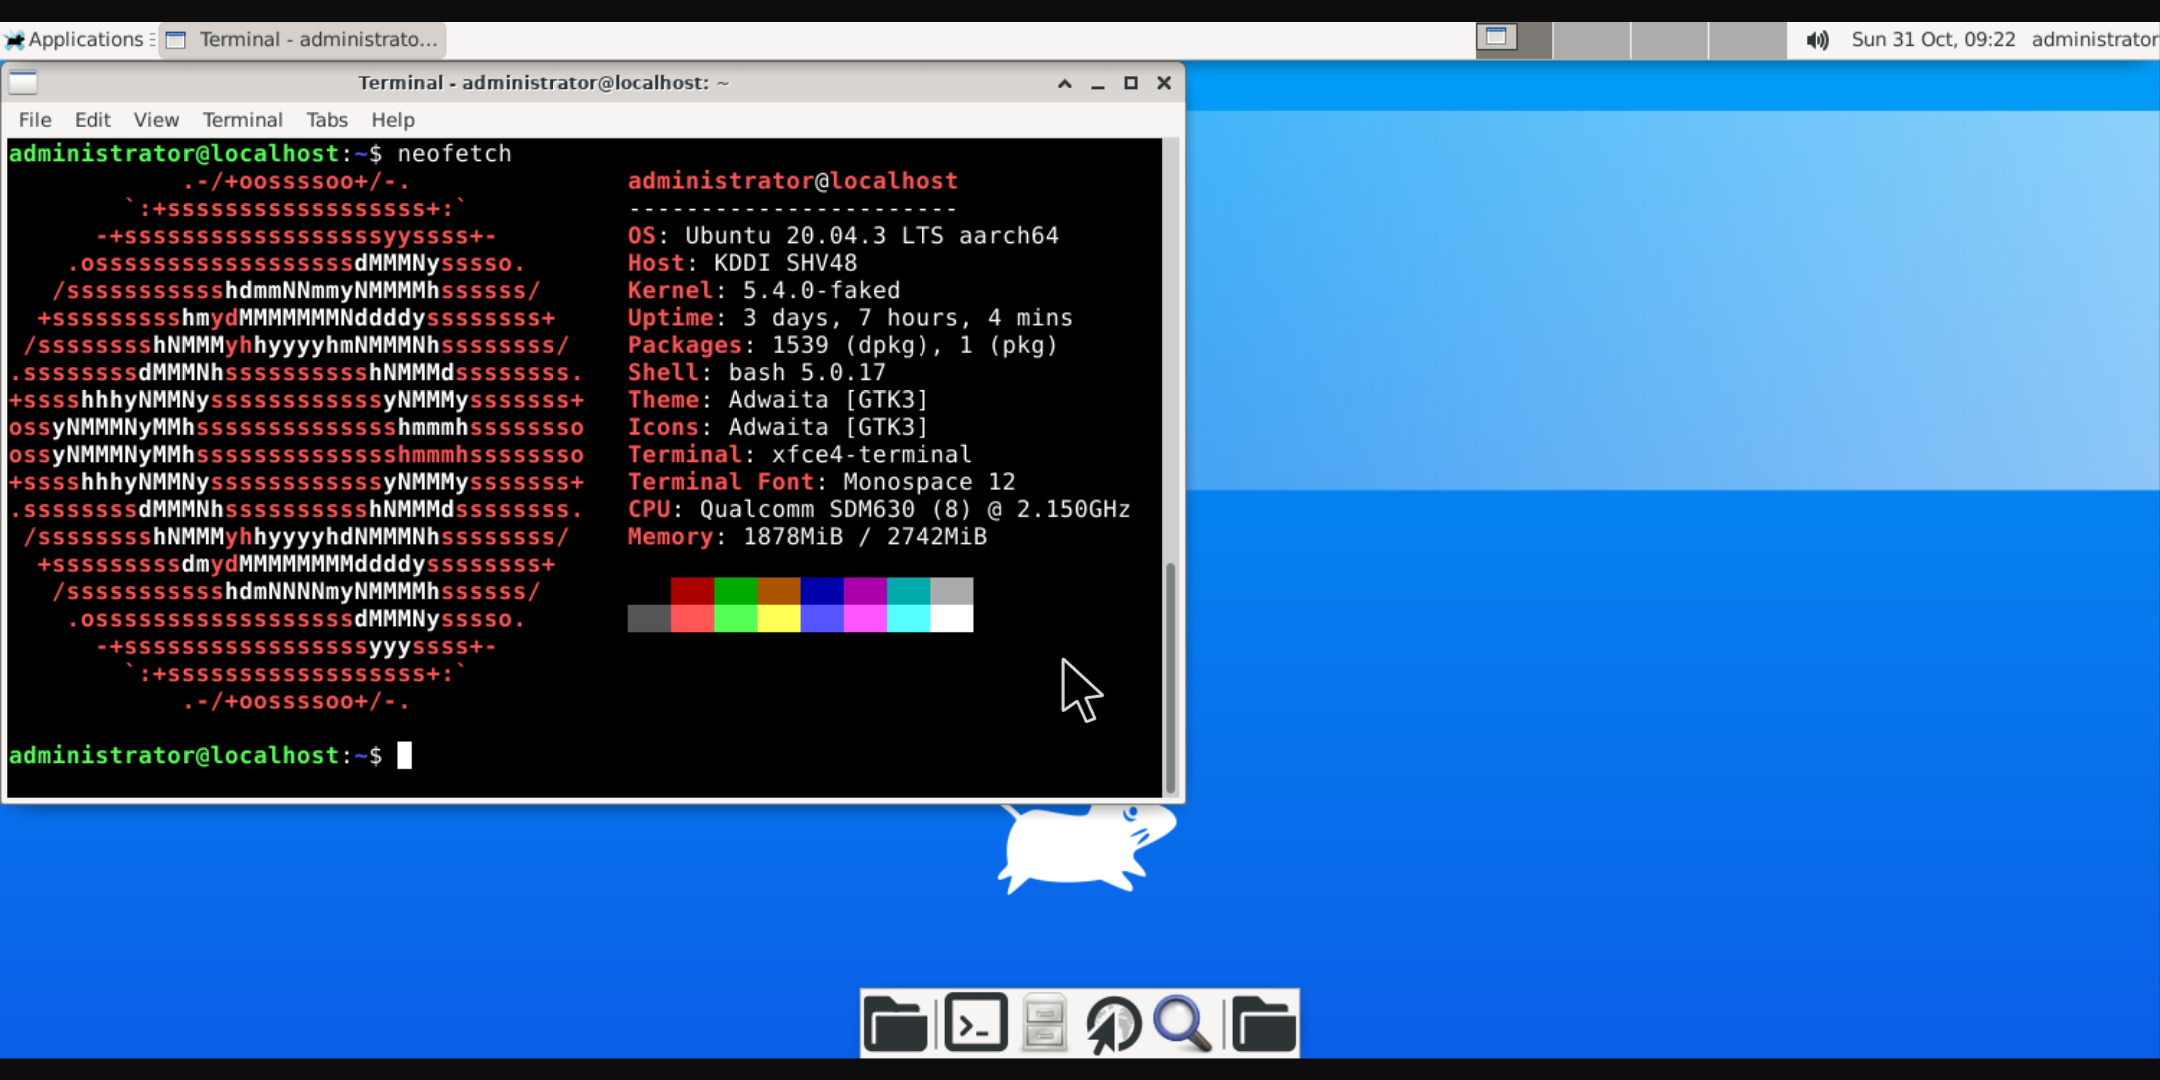 Applications
Terminal - administrato...
Sun 31 Oct, 09:22
administrator
Terminal - administrator@localhost: ~
File Edit View Terminal Tabs Help
administrator@localhost:~$ neofetch
.-/+oossssoo+/-.
`:+ssssssssssssssssss+:`
-+ssssssssssssssssssyyssss+-
.ossssssssssssssssssdMMMNysssso.
/ssssssssssshdmmNNmmyNMMMMhssssss/
+ssssssssshmydMMMMMMMNddddyssssssss+
/sssssssshNMMMyhhyyyyhmNMMMNhssssssss/
.ssssssssdMMMNhsssssssssshNMMMdssssssss.
+sssshhhyNMMNyssssssssssssyNMMMysssssss+
ossyNMMMNyMMhsssssssssssssshmmmhssssssso
ossyNMMMNyMMhsssssssssssssshmmmhssssssso
+sssshhhyNMMNyssssssssssssyNMMMysssssss+
.ssssssssdMMMNhsssssssssshNMMMdssssssss.
/sssssssshNMMMyhhyyyyhdNMMMNhssssssss/
+sssssssssdmydMMMMMMMMddddyssssssss+
/ssssssssssshdmNNNNmyNMMMMhssssss/
.ossssssssssssssssssdMMMNysssso.
-+sssssssssssssssssyyyssss+-
`:+ssssssssssssssssss+:`
.-/+oossssoo+/-.
administrator@localhost
-----------------------
OS: Ubuntu 20.04.3 LTS aarch64
Host: KDDI SHV48
Kernel: 5.4.0-faked
Uptime: 3 days, 7 hours, 4 mins
Packages: 1539 (dpkg), 1 (pkg)
Shell: bash 5.0.17
Theme: Adwaita [GTK3]
Icons: Adwaita [GTK3]
Terminal: xfce4-terminal
Terminal Font: Monospace 12
CPU: Qualcomm SDM630 (8) @ 2.150GHz
Memory: 1878MiB / 2742MiB
administrator@localhost:~$